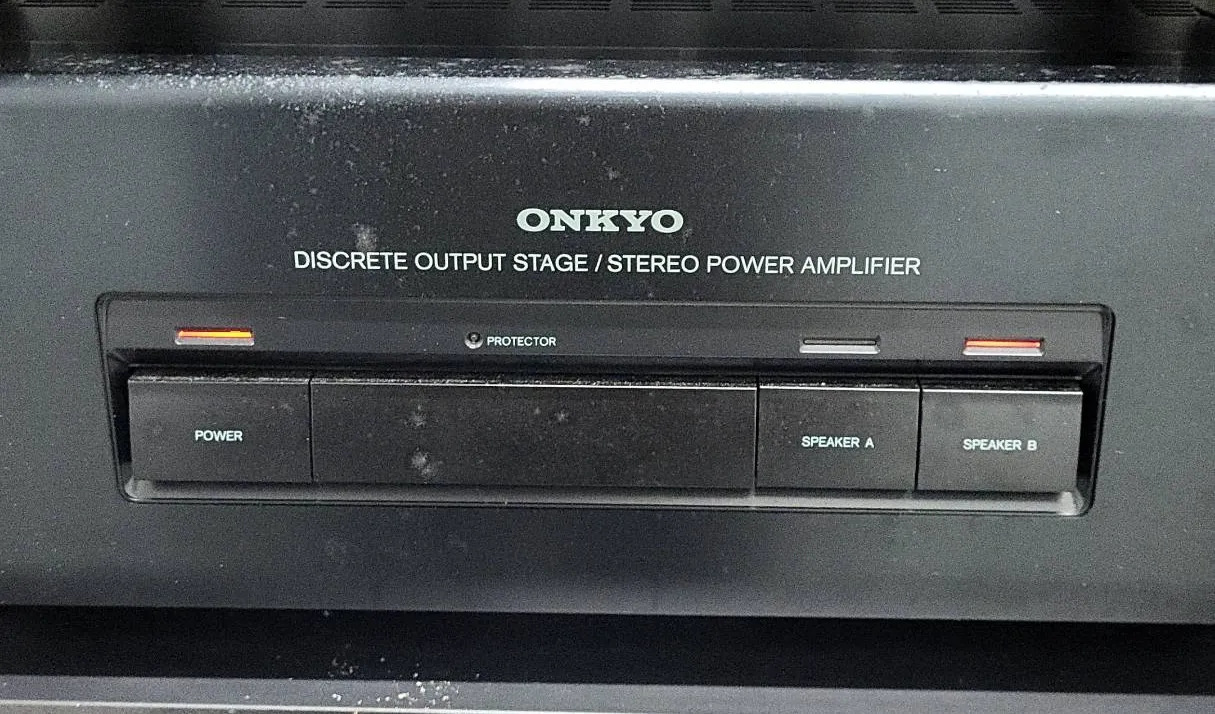 ONKYO
DISCRETE OUTPUT STAGE / STEREO POWER AMPLIFIER
PROTECTOR
POWER
SPEAKER A
SPEAKER B